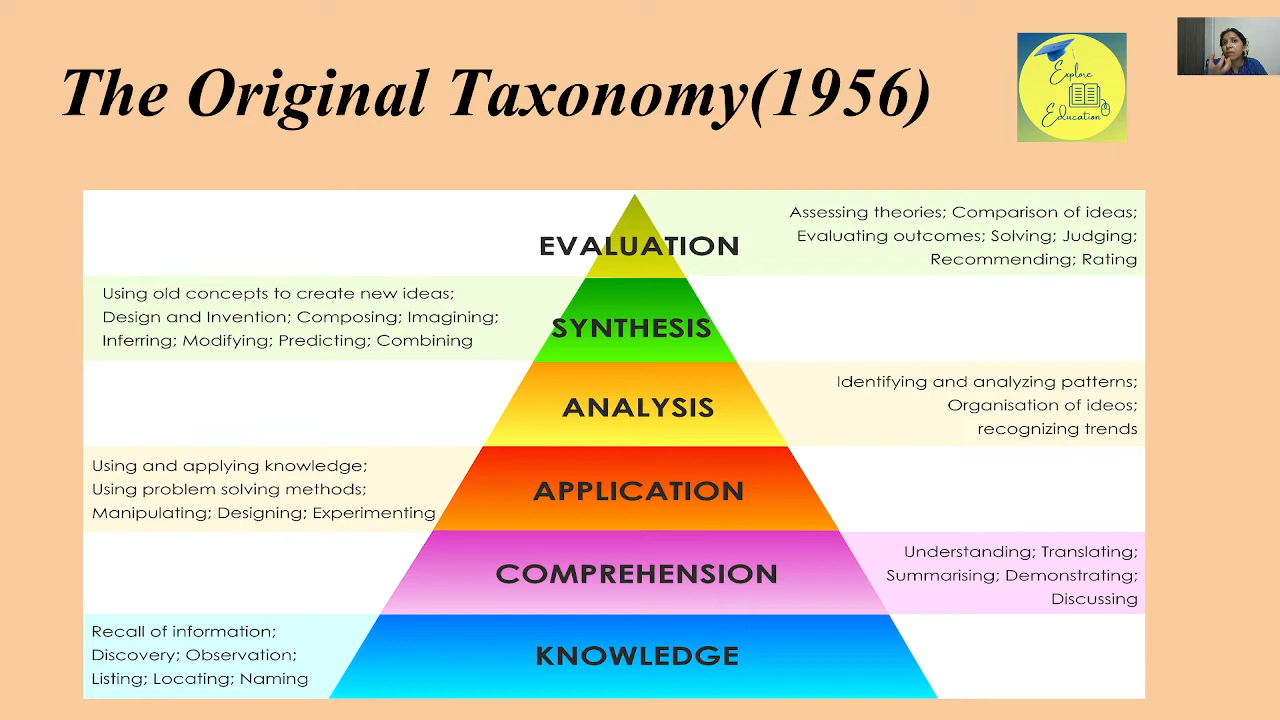 The Original Taxonomy(1956)
Explore
Education
EVALUATION
Assessing theories; Comparison of ideas;
Evaluating outcomes; Solving; Judging;
Recommending; Rating
Using old concepts to create new ideas;
Design and Invention; Composing; Imagining;
Inferring; Modifying; Predicting; Combining
SYNTHESIS
ANALYSIS
Identifying and analyzing patterns;
Organisation of ideos;
recognizing trends
Using and applying knowledge;
Using problem solving methods;
Manipulating; Designing; Experimenting
APPLICATION
COMPREHENSION
Understanding; Translating;
Summarising; Demonstrating;
Discussing
Recall of information;
Discovery; Observation;
Listing; Locating; Naming
KNOWLEDGE